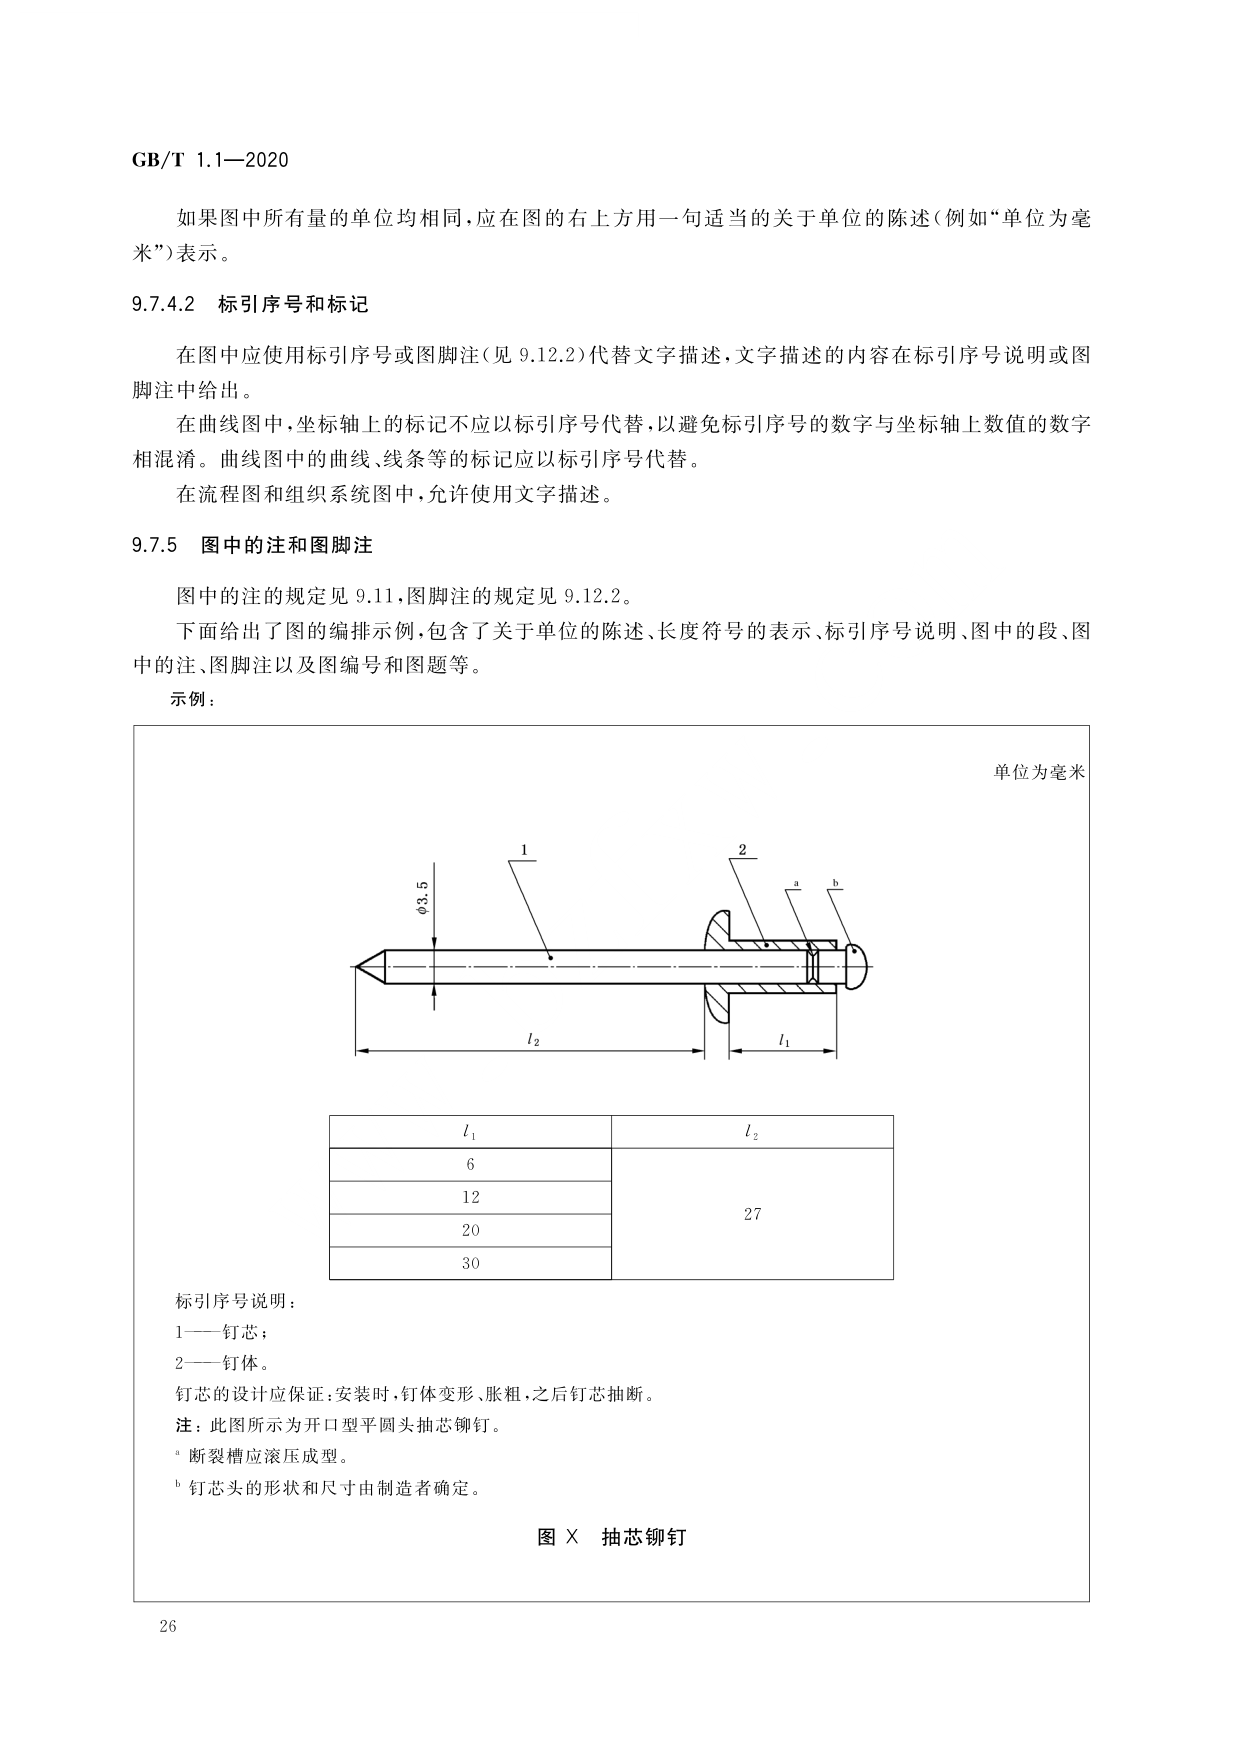 GB/T 1.1—2020
如果图中所有量的单位均相同,应在图的右上方用一句适当的关于单位的陈述(例如“单位为毫
米”)表示。
9.7.4.2 标引序号和标记
在图中应使用标引序号或图脚注(见 9.12.2)代替文字描述,文字描述的内容在标引序号说明或图
脚注中给出。
在曲线图中,坐标轴上的标记不应以标引序号代替,以避免标引序号的数字与坐标轴上数值的数字
相混淆。曲线图中的曲线、线条等的标记应以标引序号代替。
在流程图和组织系统图中,允许使用文字描述。
9.7.5 图中的注和图脚注
图中的注的规定见 9.11,图脚注的规定见 9.12.2。
下面给出了图的编排示例,包含了关于单位的陈述、长度符号的表示、标引序号说明、图中的段、图
中的注、图脚注以及图编号和图题等。
示例:
单位为毫米
1
2
a
b
φ3.5
l₂
l₁
l₁ l₂
6
12
27
20
30
标引序号说明:
1——钉芯;
2——钉体。
钉芯的设计应保证:安装时,钉体变形、胀粗,之后钉芯抽断。
注:此图所示为开口型平圆头抽芯铆钉。
ᵃ 断裂槽应滚压成型。
ᵇ 钉芯头的形状和尺寸由制造者确定。
图 X 抽芯铆钉
26